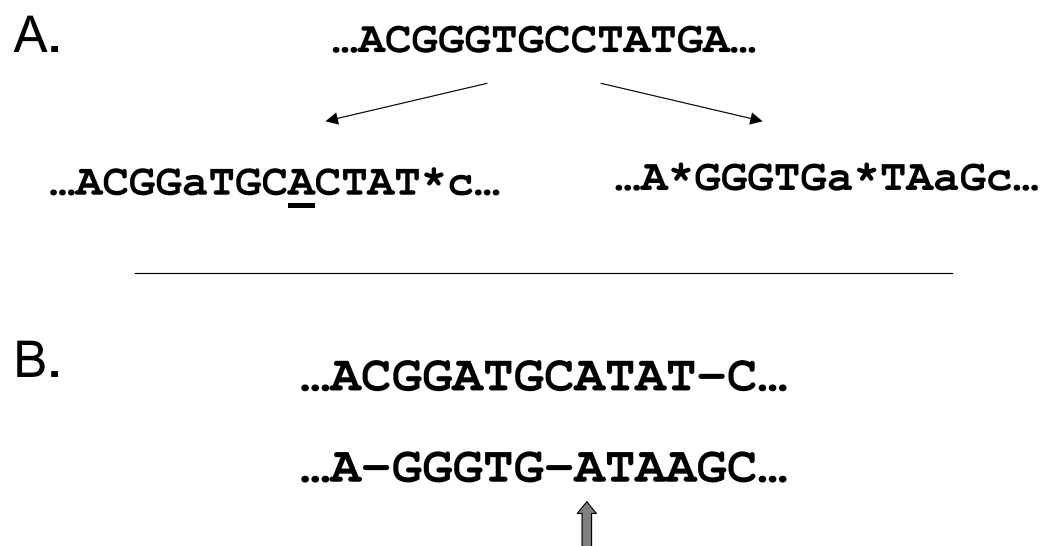 A.
…ACGGGTGCCTATGA…
…ACGGaTGCACTAT*c…
…A*GGGTGa*TAaGc…
B.
…ACGGATGCATAT–C…
…A–GGGTG–ATAAGC…